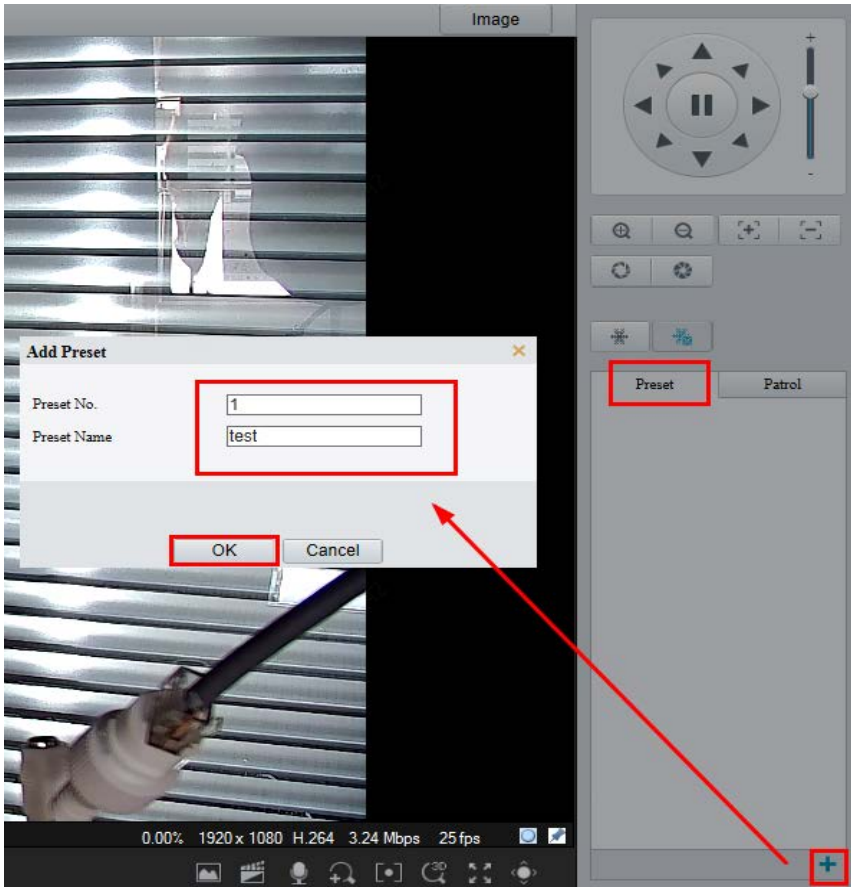 Image
+
-
Add Preset
Preset No. 1
Preset Name test
OK Cancel
Preset Patrol
0.00% 1920 x 1080 H.264 3.24 Mbps 25 fps
3D
+